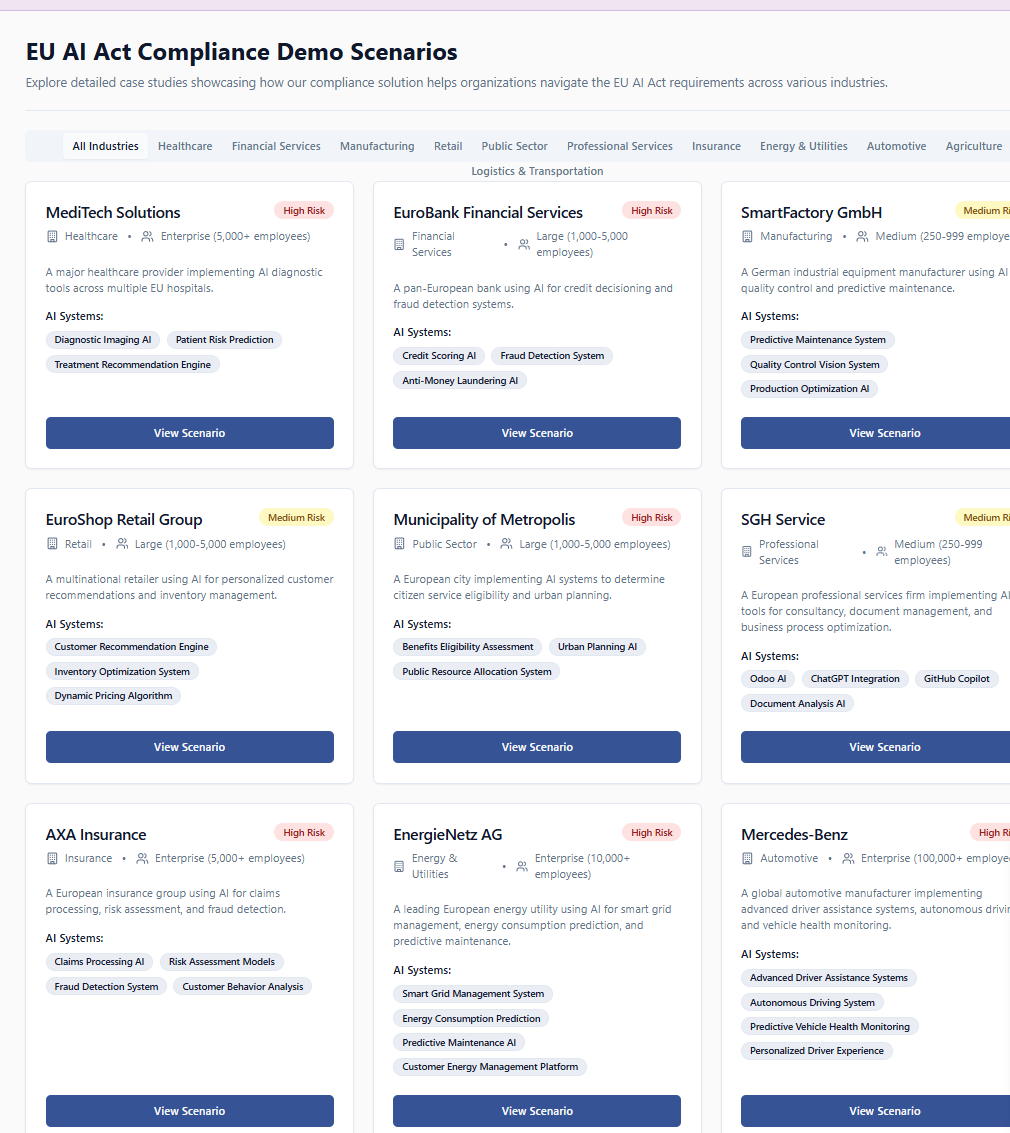 EU AI Act Compliance Demo Scenarios
Explore detailed case studies showcasing how our compliance solution helps organizations navigate the EU AI Act requirements across various industries.
All Industries Healthcare Financial Services Manufacturing Retail Public Sector Professional Services Insurance Energy & Utilities Automotive Agriculture
Logistics & Transportation
MediTech Solutions
High Risk
Healthcare • Enterprise (5,000+ employees)
A major healthcare provider implementing AI diagnostic
tools across multiple EU hospitals.
AI Systems:
Diagnostic Imaging AI Patient Risk Prediction
Treatment Recommendation Engine
View Scenario
EuroBank Financial Services
High Risk
Financial
Services
•
Large (1,000-5,000
employees)
A pan-European bank using AI for credit decisioning and
fraud detection systems.
AI Systems:
Credit Scoring AI Fraud Detection System
Anti-Money Laundering AI
View Scenario
SmartFactory GmbH
Medium Ri
Manufacturing • Medium (250-999 employe
A German industrial equipment manufacturer using AI
quality control and predictive maintenance.
AI Systems:
Predictive Maintenance System
Quality Control Vision System
Production Optimization AI
View Scenario
EuroShop Retail Group
Medium Risk
Retail • Large (1,000-5,000 employees)
A multinational retailer using AI for personalized customer
recommendations and inventory management.
AI Systems:
Customer Recommendation Engine
Inventory Optimization System
Dynamic Pricing Algorithm
View Scenario
Municipality of Metropolis
High Risk
Public Sector • Large (1,000-5,000 employees)
A European city implementing AI systems to determine
citizen service eligibility and urban planning.
AI Systems:
Benefits Eligibility Assessment Urban Planning AI
Public Resource Allocation System
View Scenario
SGH Service
Medium Ri
Professional
Services
•
Medium (250-999
employees)
A European professional services firm implementing AI
tools for consultancy, document management, and
business process optimization.
AI Systems:
Odoo AI ChatGPT Integration GitHub Copilot
Document Analysis AI
View Scenario
AXA Insurance
High Risk
Insurance • Enterprise (5,000+ employees)
A European insurance group using AI for claims
processing, risk assessment, and fraud detection.
AI Systems:
Claims Processing AI Risk Assessment Models
Fraud Detection System Customer Behavior Analysis
View Scenario
EnergieNetz AG
High Risk
Energy &
Utilities
•
Enterprise (10,000+
employees)
A leading European energy utility using AI for smart grid
management, energy consumption prediction, and
predictive maintenance.
AI Systems:
Smart Grid Management System
Energy Consumption Prediction
Predictive Maintenance AI
Customer Energy Management Platform
View Scenario
Mercedes-Benz
High Ri
Automotive • Enterprise (100,000+ employe
A global automotive manufacturer implementing
advanced driver assistance systems, autonomous drivin
and vehicle health monitoring.
AI Systems:
Advanced Driver Assistance Systems
Autonomous Driving System
Predictive Vehicle Health Monitoring
Personalized Driver Experience
View Scenario